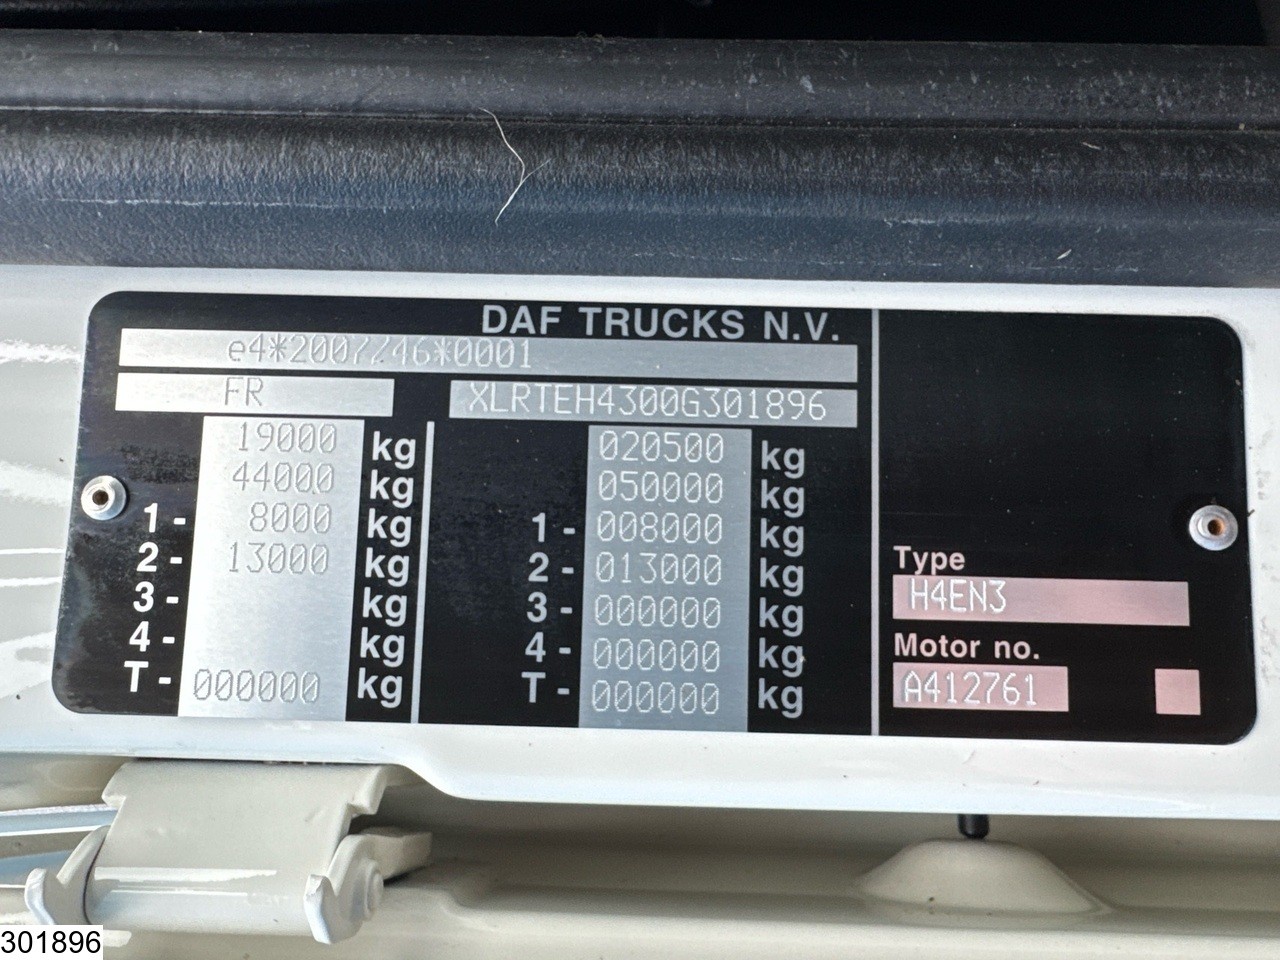 DAF TRUCKS N.V.
e4*2007/46*0001
FR XLRTEH4300G301896
19000 kg 020500 kg
44000 kg 050000 kg
1- 8000 kg 1- 008000 kg
2- 13000 kg 2- 013000 kg
3- kg 3- 000000 kg
4- kg 4- 000000 kg
T- 000000 kg T- 000000 kg
Type
H4EN3
Motor no.
A412761
301896